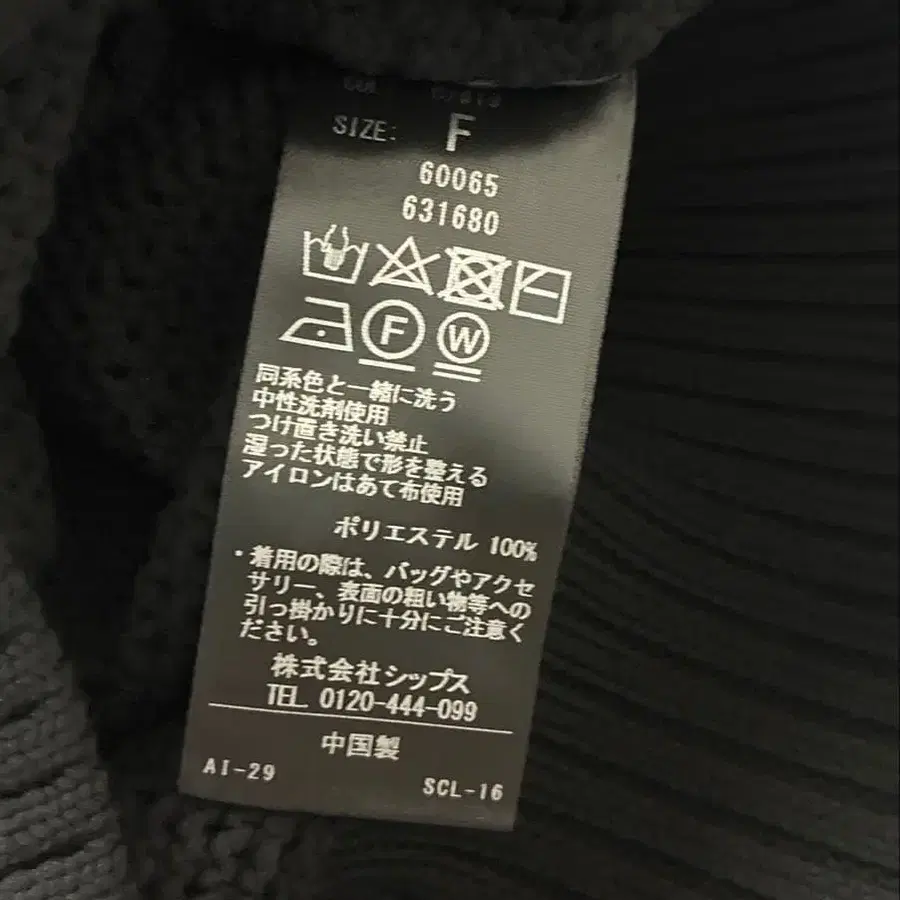 SIZE: F
60065
631680
F W
同系色と一緒に洗う
中性洗剤使用
つけ置き洗い禁止
湿った状態で形を整える
アイロンはあて布使用
ポリエステル 100%
・着用の際は、バッグやアクセ
サリー、表面の粗い物等への
引っ掛かりに十分にご注意く
ださい。
株式会社シップス
TEL. 0120-444-099
中国製
AI-29 SCL-16